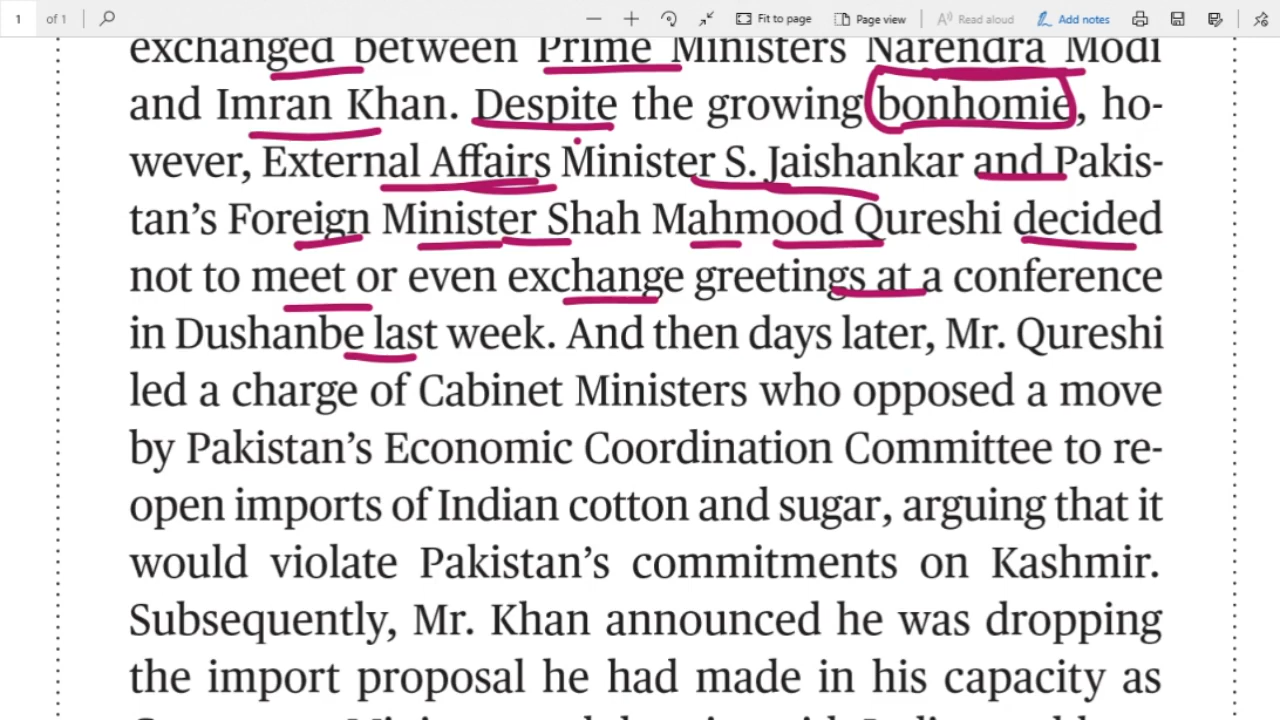 1 of 1 Fit to page Page view Read aloud Add notes
exchanged between Prime Ministers Narendra Modi
and Imran Khan. Despite the growing bonhomie, ho-
wever, External Affairs Minister S. Jaishankar and Pakis-
tan’s Foreign Minister Shah Mahmood Qureshi decided
not to meet or even exchange greetings at a conference
in Dushanbe last week. And then days later, Mr. Qureshi
led a charge of Cabinet Ministers who opposed a move
by Pakistan’s Economic Coordination Committee to re-
open imports of Indian cotton and sugar, arguing that it
would violate Pakistan’s commitments on Kashmir.
Subsequently, Mr. Khan announced he was dropping
the import proposal he had made in his capacity as